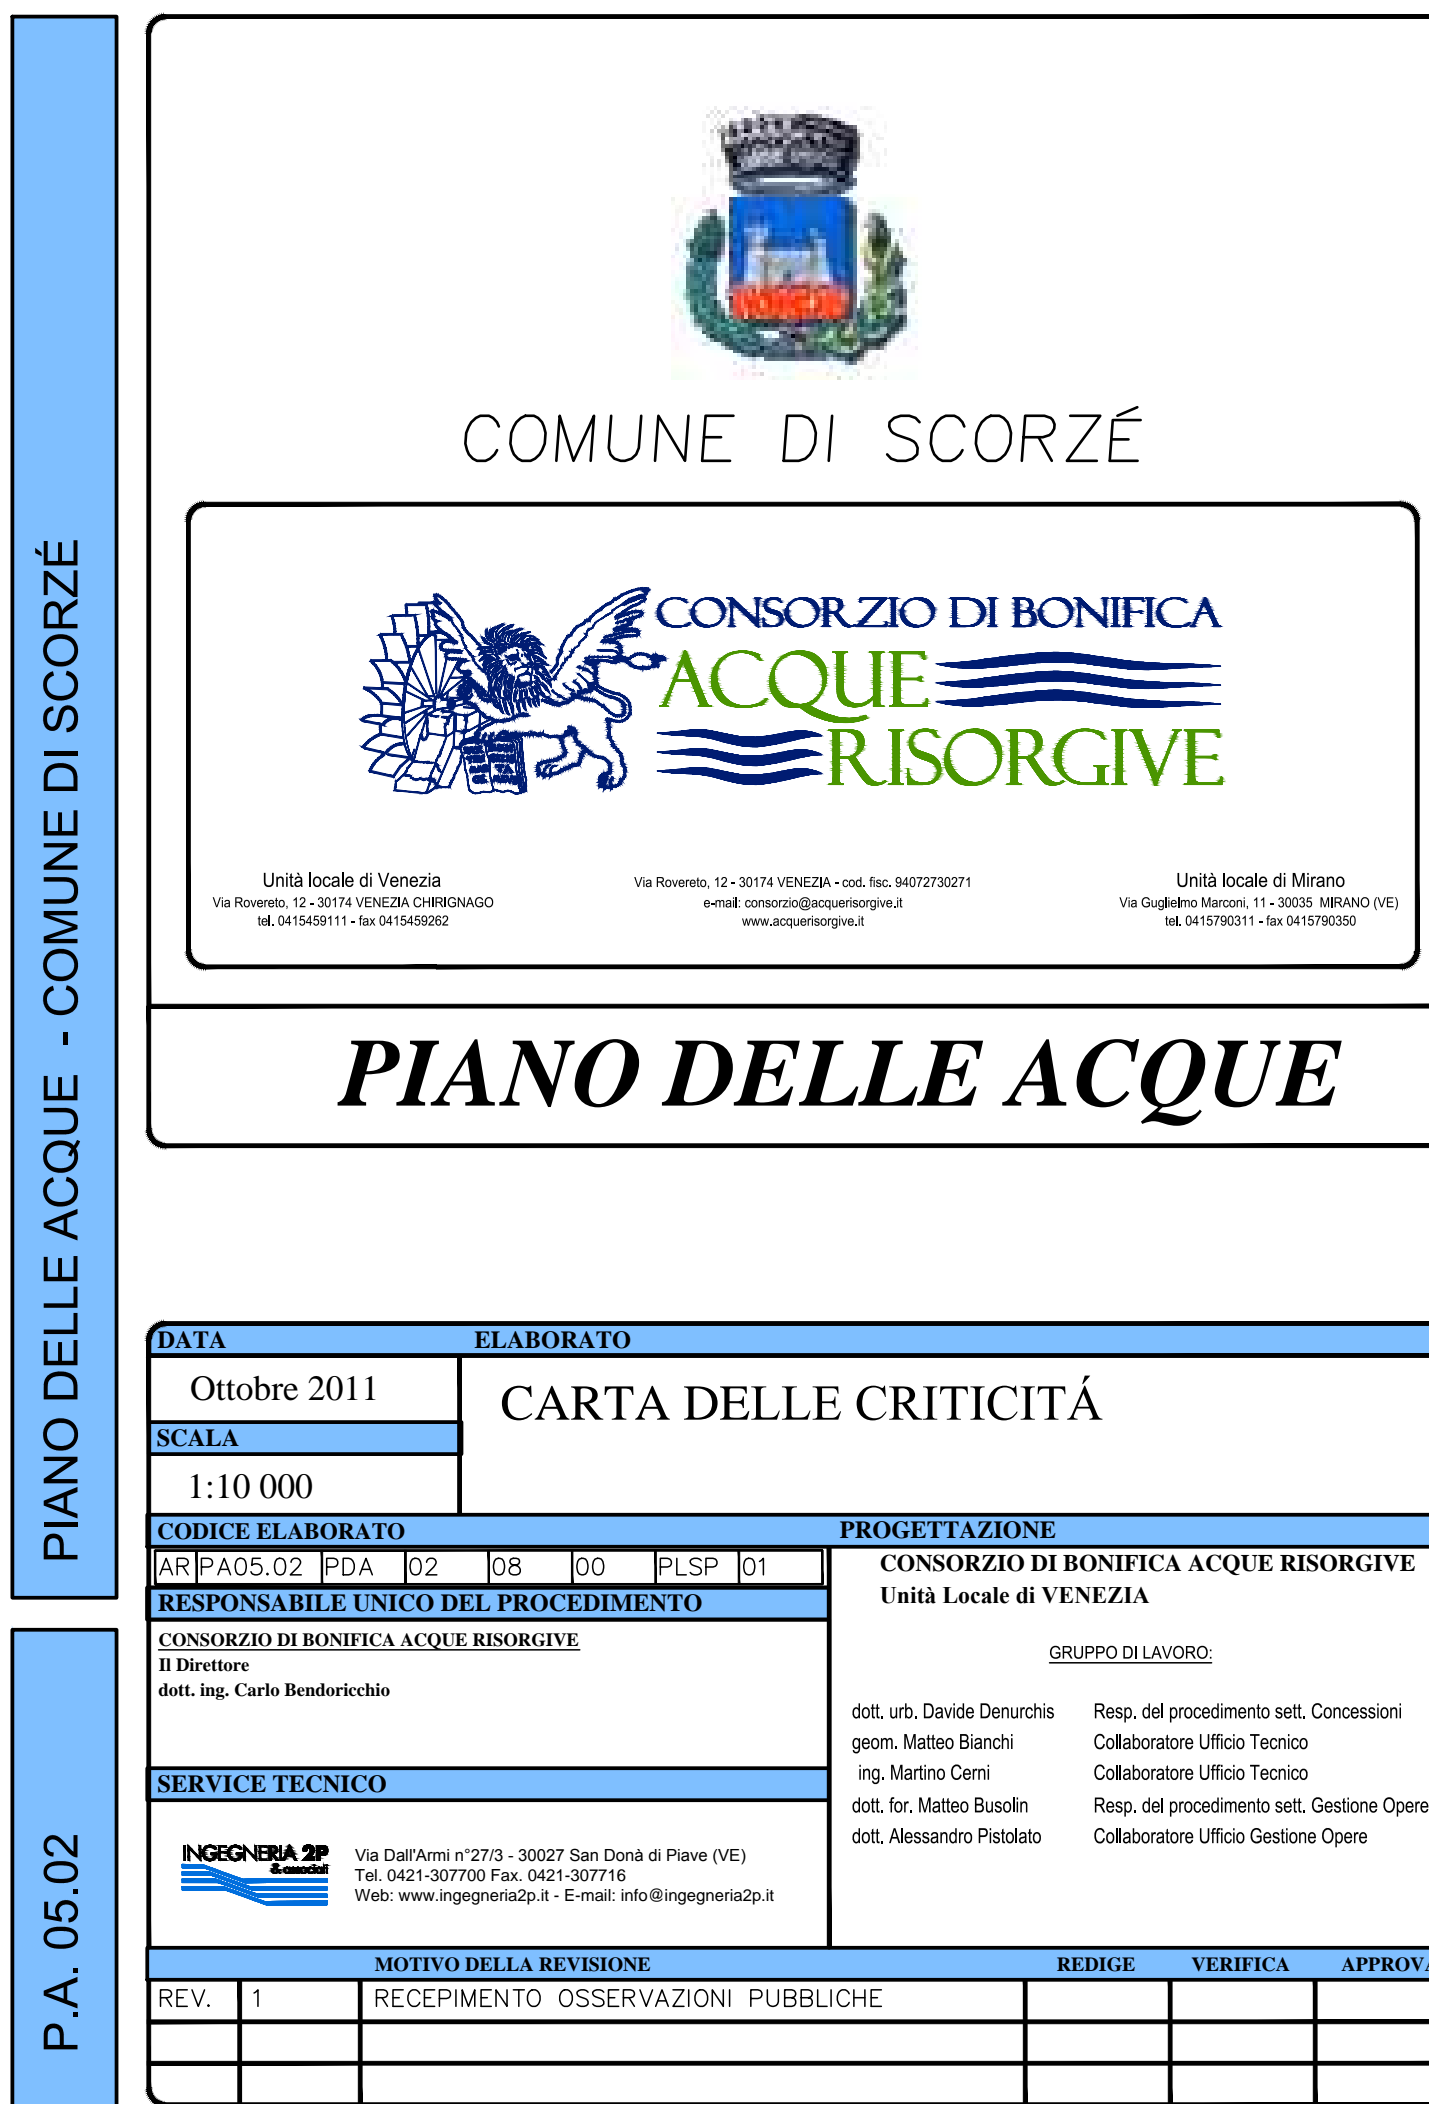 PIANO DELLE ACQUE - COMUNE DI SCORZÉ
P.A. 05.02
COMUNE DI SCORZÉ
CONSORZIO DI BONIFICA
ACQUE
RISORGIVE
Unità locale di Venezia
Via Rovereto, 12 - 30174 VENEZIA CHIRIGNAGO
tel. 0415459111 - fax 0415459262
Via Rovereto, 12 - 30174 VENEZIA - cod. fisc. 94072730271
e-mail: consorzio@acquerisorgive.it
www.acquerisorgive.it
Unità locale di Mirano
Via Guglielmo Marconi, 11 - 30035 MIRANO (VE)
tel. 0415790311 - fax 0415790350
PIANO DELLE ACQUE
DATA
Ottobre 2011
SCALA
1:10 000
ELABORATO
CARTA DELLE CRITICITÁ
CODICE ELABORATO
AR PA05.02 PDA 02 08 00 PLSP 01
RESPONSABILE UNICO DEL PROCEDIMENTO
CONSORZIO DI BONIFICA ACQUE RISORGIVE
Il Direttore
dott. ing. Carlo Bendoricchio
SERVICE TECNICO
INGEGNERIA 2P
& associati
Via Dall'Armi n°27/3 - 30027 San Donà di Piave (VE)
Tel. 0421-307700 Fax. 0421-307716
Web: www.ingegneria2p.it - E-mail: info@ingegneria2p.it
PROGETTAZIONE
CONSORZIO DI BONIFICA ACQUE RISORGIVE
Unità Locale di VENEZIA
GRUPPO DI LAVORO:
dott. urb. Davide Denurchis Resp. del procedimento sett. Concessioni
geom. Matteo Bianchi Collaboratore Ufficio Tecnico
ing. Martino Cerni Collaboratore Ufficio Tecnico
dott. for. Matteo Busolin Resp. del procedimento sett. Gestione Opere
dott. Alessandro Pistolato Collaboratore Ufficio Gestione Opere
MOTIVO DELLA REVISIONE REDIGE VERIFICA APPROVA
REV. 1 RECEPIMENTO OSSERVAZIONI PUBBLICHE